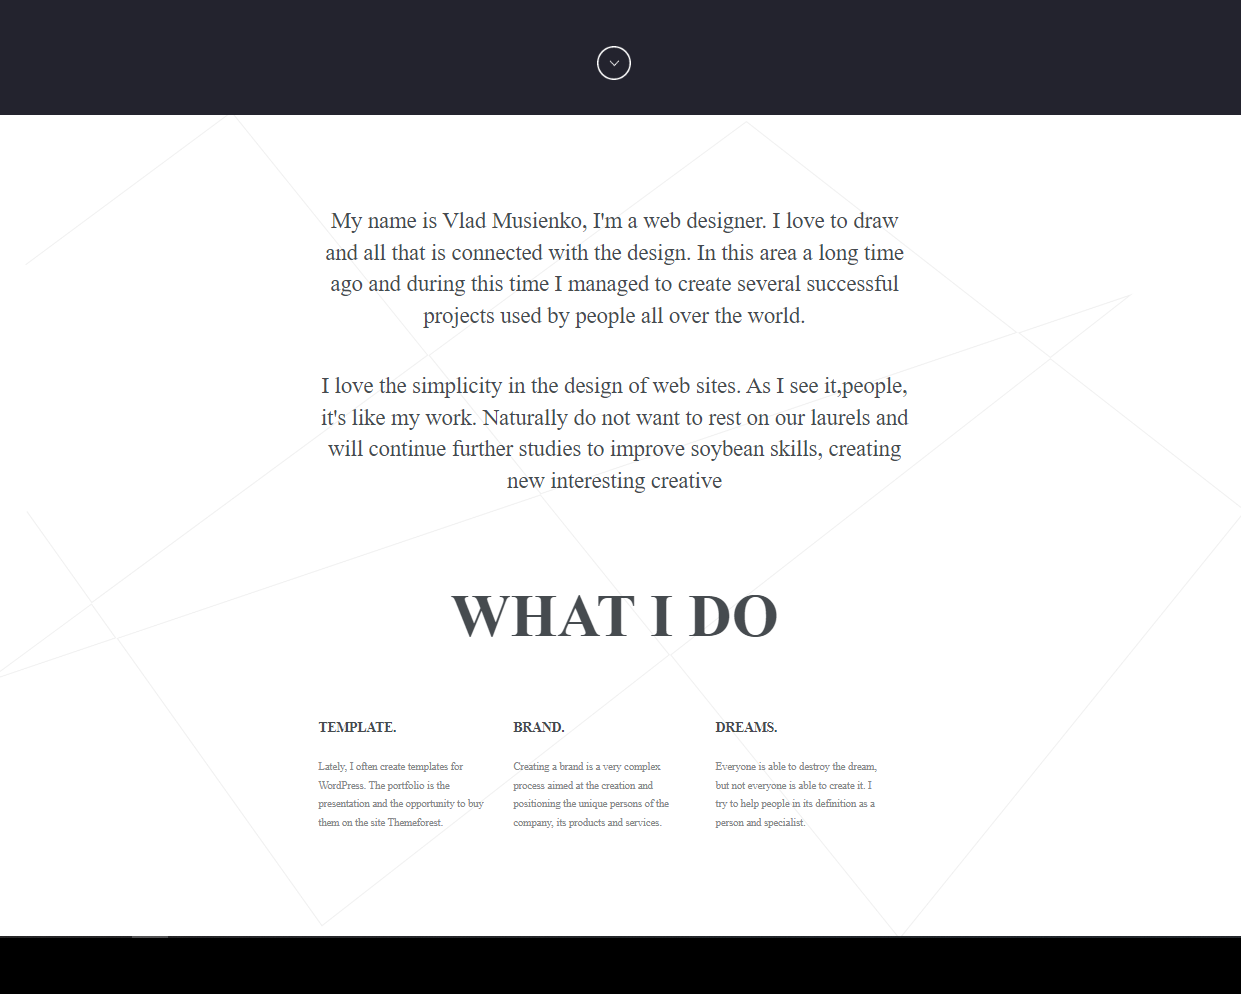 My name is Vlad Musienko, I'm a web designer. I love to draw
and all that is connected with the design. In this area a long time
ago and during this time I managed to create several successful
projects used by people all over the world.
I love the simplicity in the design of web sites. As I see it,people,
it's like my work. Naturally do not want to rest on our laurels and
will continue further studies to improve soybean skills, creating
new interesting creative
WHAT I DO
TEMPLATE.
Lately, I often create templates for
WordPress. The portfolio is the
presentation and the opportunity to buy
them on the site Themeforest.
BRAND.
Creating a brand is a very complex
process aimed at the creation and
positioning the unique persons of the
company, its products and services.
DREAMS.
Everyone is able to destroy the dream,
but not everyone is able to create it. I
try to help people in its definition as a
person and specialist.